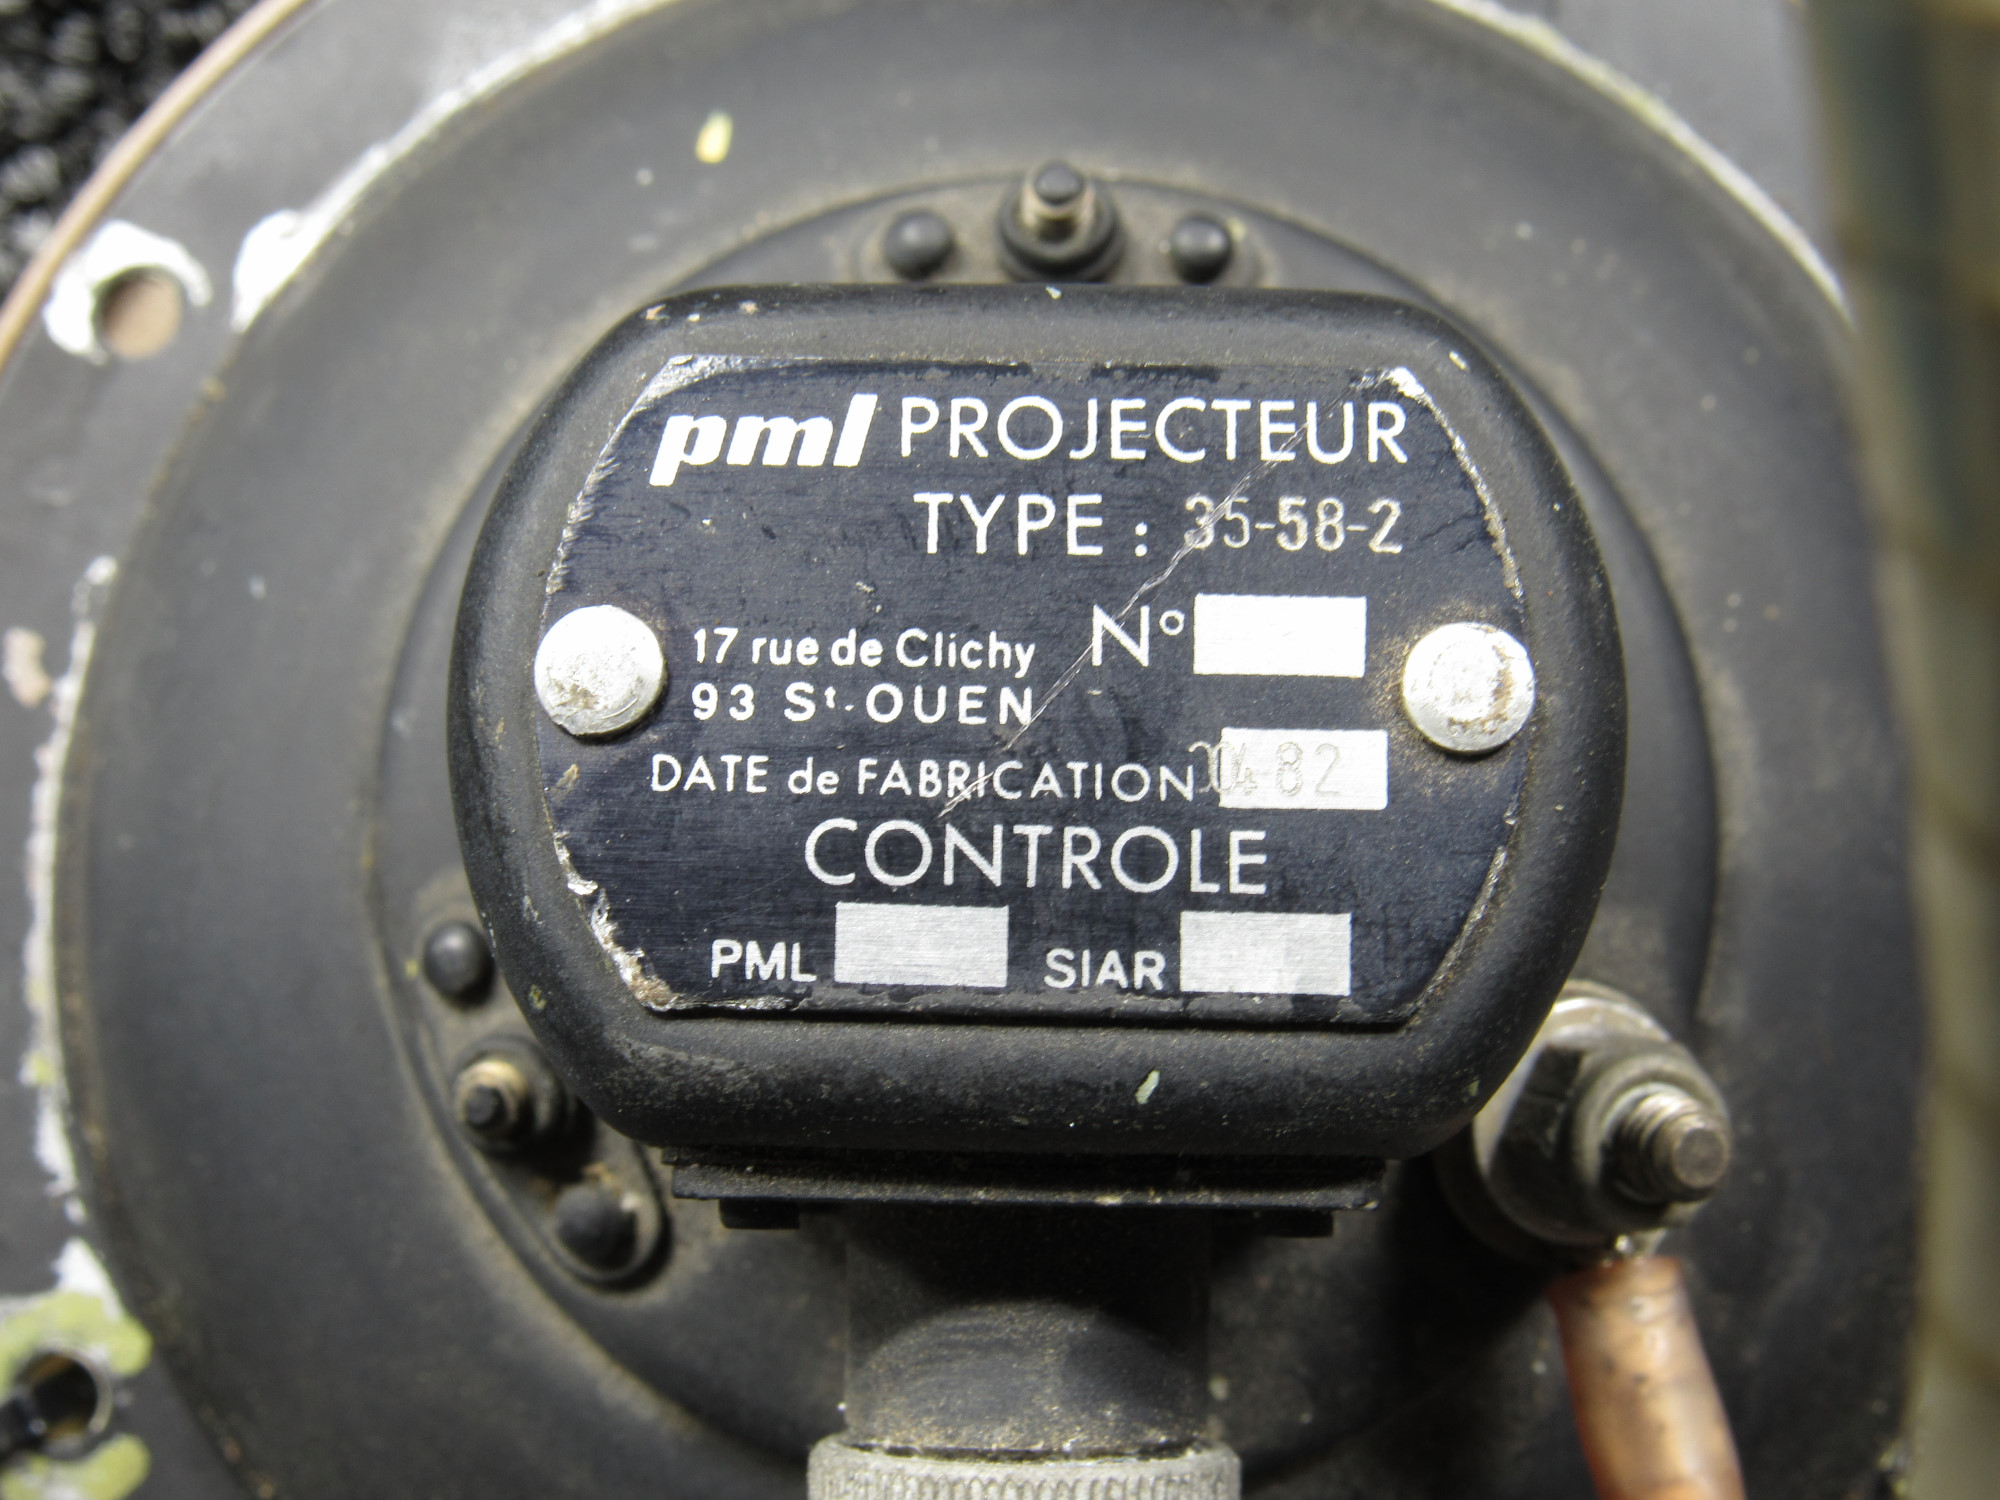 pml PROJECTEUR
TYPE : 35-58-2
N°
17 rue de Clichy
93 St.OUEN
DATE de FABRICATION 82
CONTROLE
PML SIAR